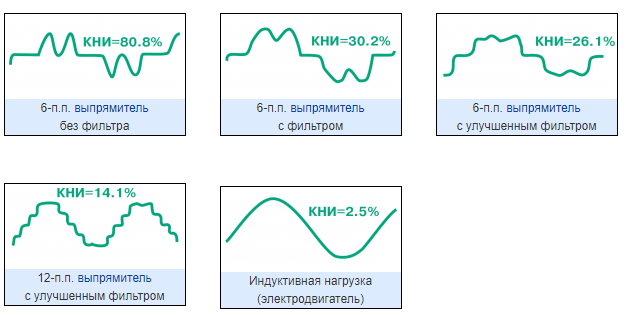 КНИ=80.8%
6-п.п. выпрямитель
без фильтра
КНИ=30.2%
6-п.п. выпрямитель
с фильтром
КНИ=26.1%
6-п.п. выпрямитель
с улучшенным фильтром
КНИ=14.1%
12-п.п. выпрямитель
с улучшенным фильтром
КНИ=2.5%
Индуктивная нагрузка
(электродвигатель)